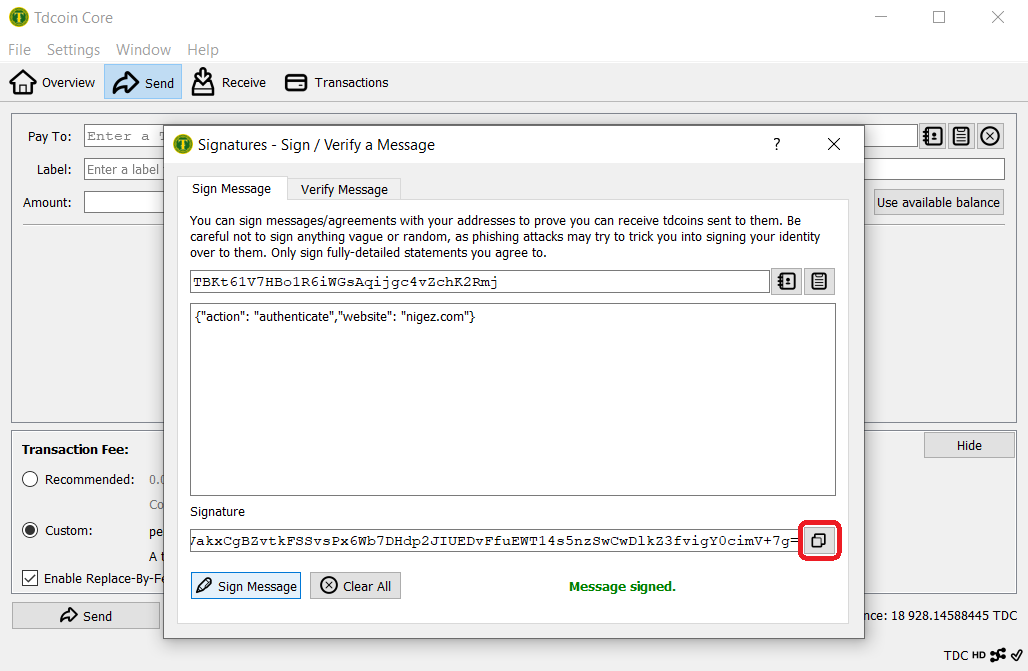 Tdcoin Core
File Settings Window Help
Overview Send Receive Transactions
Pay To: Enter a
Label: Enter a label
Amount: Use available balance
Signatures - Sign / Verify a Message ?
Sign Message Verify Message
You can sign messages/agreements with your addresses to prove you can receive tdcoins sent to them. Be
careful not to sign anything vague or random, as phishing attacks may try to trick you into signing your identity
over to them. Only sign fully-detailed statements you agree to.
TBKt61V7HBo1R6iWGsAqijgc4vZchK2Rmj
{"action": "authenticate","website": "nigez.com"}
Signature
/akxCgBZvtkFSSvsPx6Wb7DHdp2JIUEDvFfuEWT14s5nzSwCwDlkZ3fvigY0cimV+7g=
Sign Message Clear All Message signed.
Transaction Fee: Hide
Recommended: 0.0
Co
Custom: pe
A t
Enable Replace-By-Fe
Send nce: 18 928.14588445 TDC
TDC HD